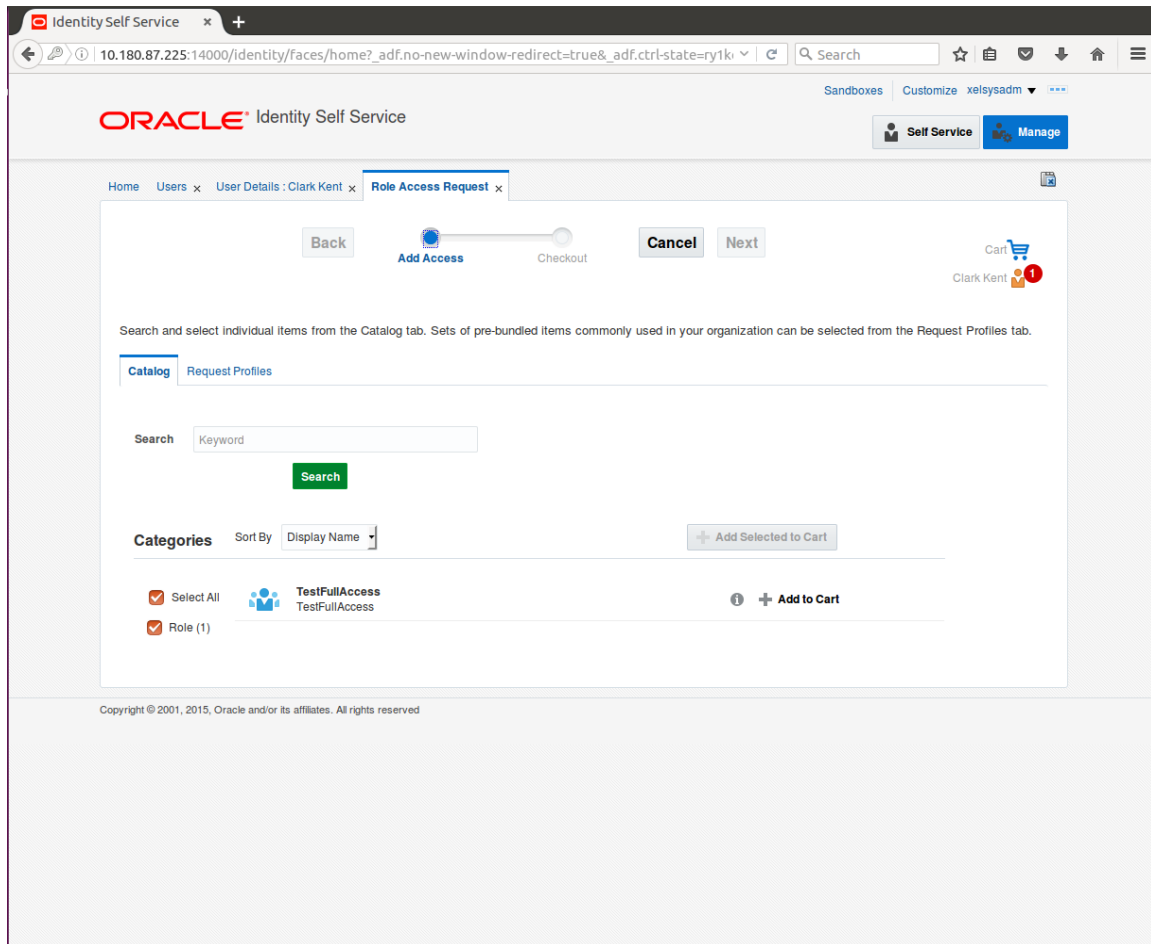 Identity Self Service × +
10.180.87.225:14000/identity/faces/home?_adf.no-new-window-redirect=true&_adf.ctrl-state=ry1k Search
Sandboxes Customize xelsysadm
ORACLE® Identity Self Service
Self Service Manage
Home Users × User Details : Clark Kent × Role Access Request ×
Back Cancel Next
Add Access Checkout
Cart
Clark Kent 1
Search and select individual items from the Catalog tab. Sets of pre-bundled items commonly used in your organization can be selected from the Request Profiles tab.
Catalog Request Profiles
Search Keyword
Search
Categories Sort By Display Name Add Selected to Cart
Select All TestFullAccess Add to Cart
TestFullAccess
Role (1)
Copyright © 2001, 2015, Oracle and/or its affiliates. All rights reserved